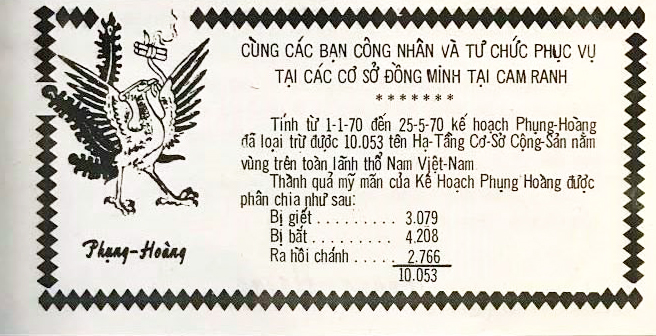 CÙNG CÁC BẠN CÔNG NHÂN VÀ TƯ CHỨC PHỤC VỤ
TẠI CÁC CƠ SỞ ĐỒNG MINH TẠI CAM RANH
*******
Tính từ 1-1-70 đến 25-5-70 kế hoạch Phụng-Hoàng
đã loại trừ được 10.053 tên Hạ-Tầng Cơ-Sở Cộng-Sản nằm
vùng trên toàn lãnh thổ Nam Việt-Nam
Thành quả mỹ mãn của Kế Hoạch Phụng Hoàng được
phân chia như sau:
Bị giết . . . . . . . . . 3.079
Bị bắt . . . . . . . . . 4.208
Ra hồi chánh . . . . . 2.766
10.053
Phụng-Hoàng